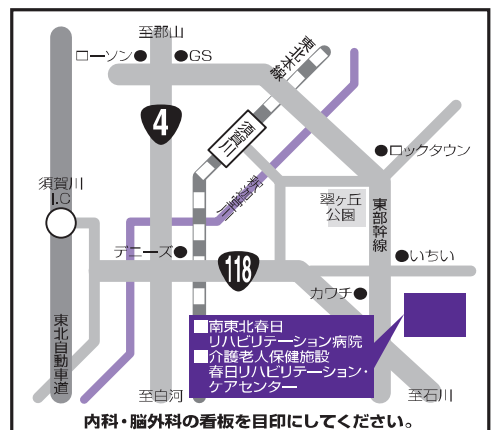 至郡山
ローソン
GS
東北本線
4
須賀川
ロックタウン
須賀川
I.C
釈迦堂川
翠ヶ丘
公園
東部幹線
デニーズ
いちい
118
カワチ
南東北春日
リハビリテーション病院
介護老人保健施設
春日リハビリテーション・
ケアセンター
東北自動車道
至白河
至石川
内科・脳外科の看板を目印にしてください。